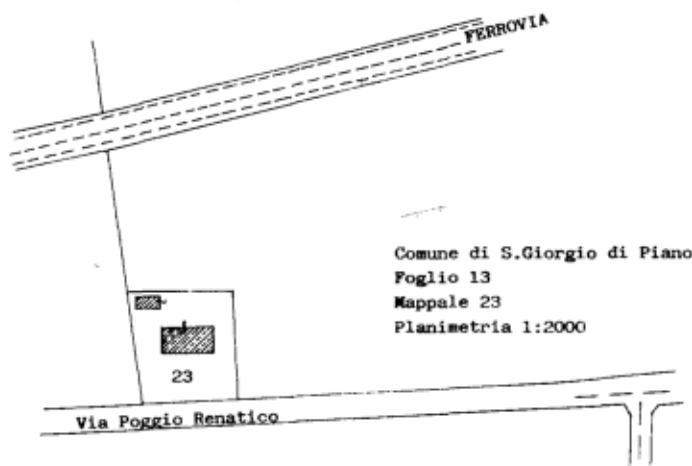 FERROVIA
Comune di S.Giorgio di Piano
Foglio 13
Mappale 23
Planimetria 1:2000
23
Via Poggio Renatico